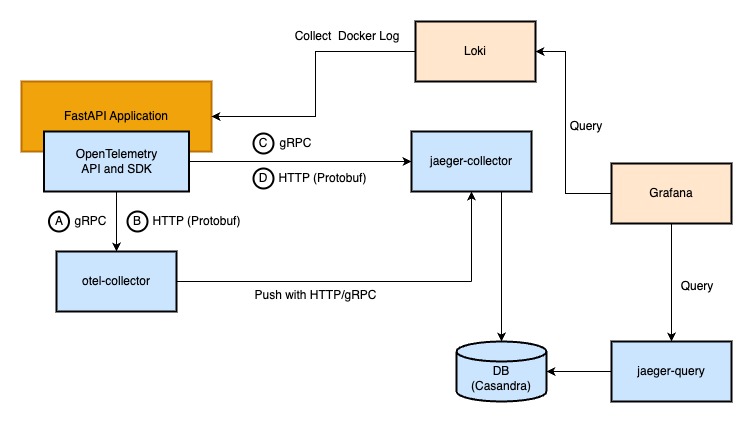 Collect Docker Log
Loki
FastAPI Application
Query
OpenTelemetry
API and SDK
C gRPC
D HTTP (Protobuf)
jaeger-collector
Grafana
A gRPC
B HTTP (Protobuf)
otel-collector
Push with HTTP/gRPC
Query
DB
(Casandra)
jaeger-query